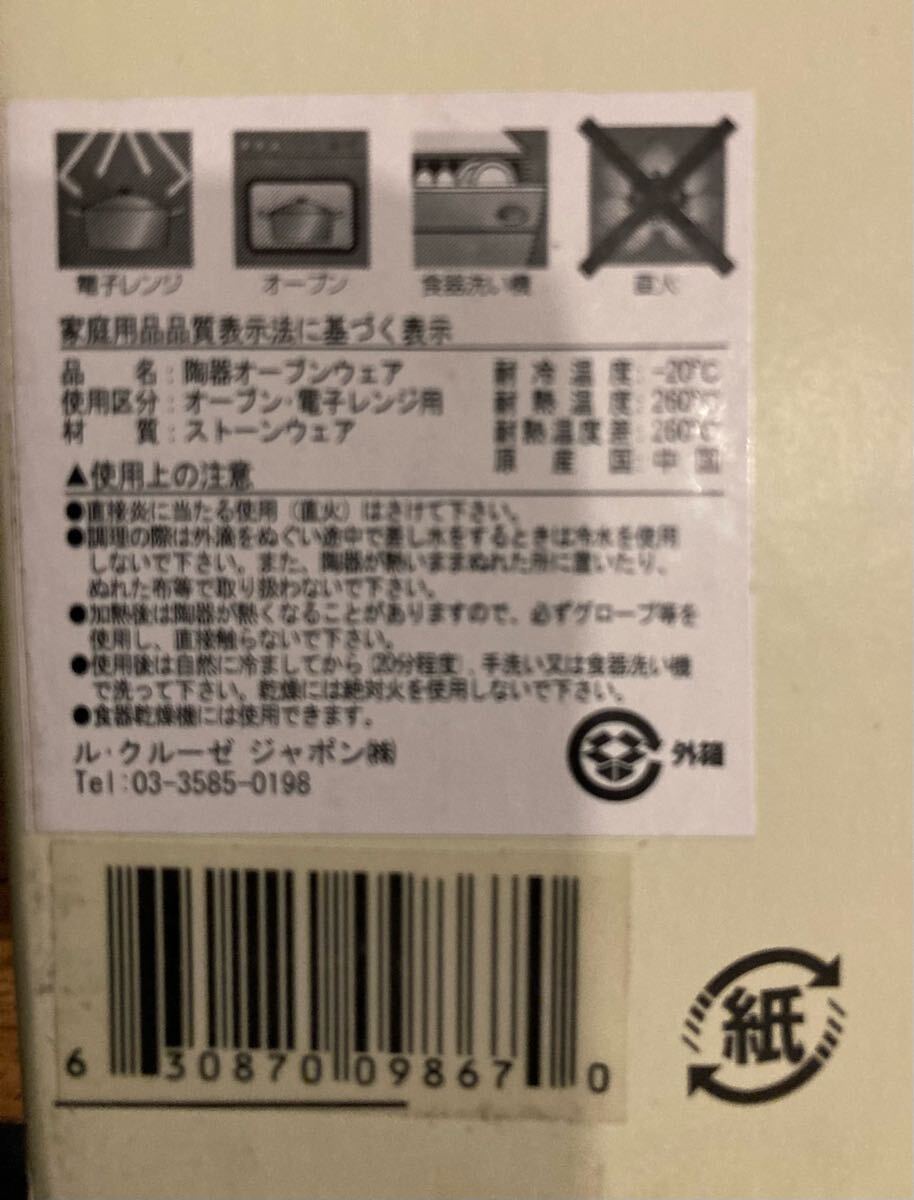 電子レンジ オーブン 食器洗い機 直火
家庭用品品質表示法に基づく表示
品 名:陶器オーブンウェア 耐冷温度:-20℃
使用区分:オーブン・電子レンジ用 耐熱温度:260℃
材 質:ストーンウェア 耐熱温度差:260℃
原産国:中国
▲使用上の注意
●直接炎に当たる使用(直火)はさけて下さい。
●調理の際は外滴をぬぐい途中で差し水をするときは冷水を使用
しないで下さい。また、陶器が熱いままぬれた所に置いたり、
ぬれた布等で取り扱わないで下さい。
●加熱後は陶器が熱くなることがありますので、必ずグローブ等を
使用し、直接触らないで下さい。
●使用後は自然に冷ましてから(20分程度)、手洗い又は食器洗い機
で洗って下さい。乾燥には絶対火を使用しないで下さい。
●食器乾燥機には使用できます。
ル・クルーゼ ジャポン㈱
Tel:03-3585-0198
外箱
6 30870 09867 0
紙